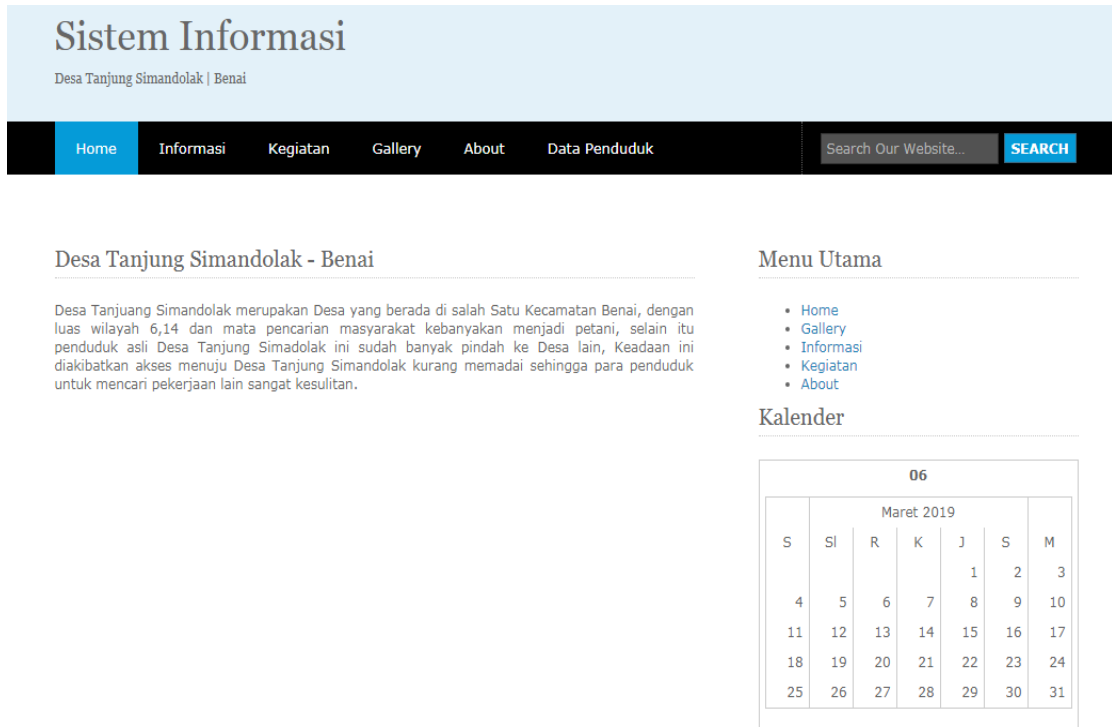 Sistem Informasi
Desa Tanjung Simandolak | Benai
Home Informasi Kegiatan Gallery About Data Penduduk Search Our Website... SEARCH
Desa Tanjung Simandolak - Benai
Desa Tanjuang Simandolak merupakan Desa yang berada di salah Satu Kecamatan Benai, dengan
luas wilayah 6,14 dan mata pencarian masyarakat kebanyakan menjadi petani, selain itu
penduduk asli Desa Tanjung Simadolak ini sudah banyak pindah ke Desa lain, Keadaan ini
diakibatkan akses menuju Desa Tanjung Simandolak kurang memadai sehingga para penduduk
untuk mencari pekerjaan lain sangat kesulitan.
Menu Utama
Home
Gallery
Informasi
Kegiatan
About
Kalender
06
Maret 2019
S Sl R K J S M
1 2 3
4 5 6 7 8 9 10
11 12 13 14 15 16 17
18 19 20 21 22 23 24
25 26 27 28 29 30 31